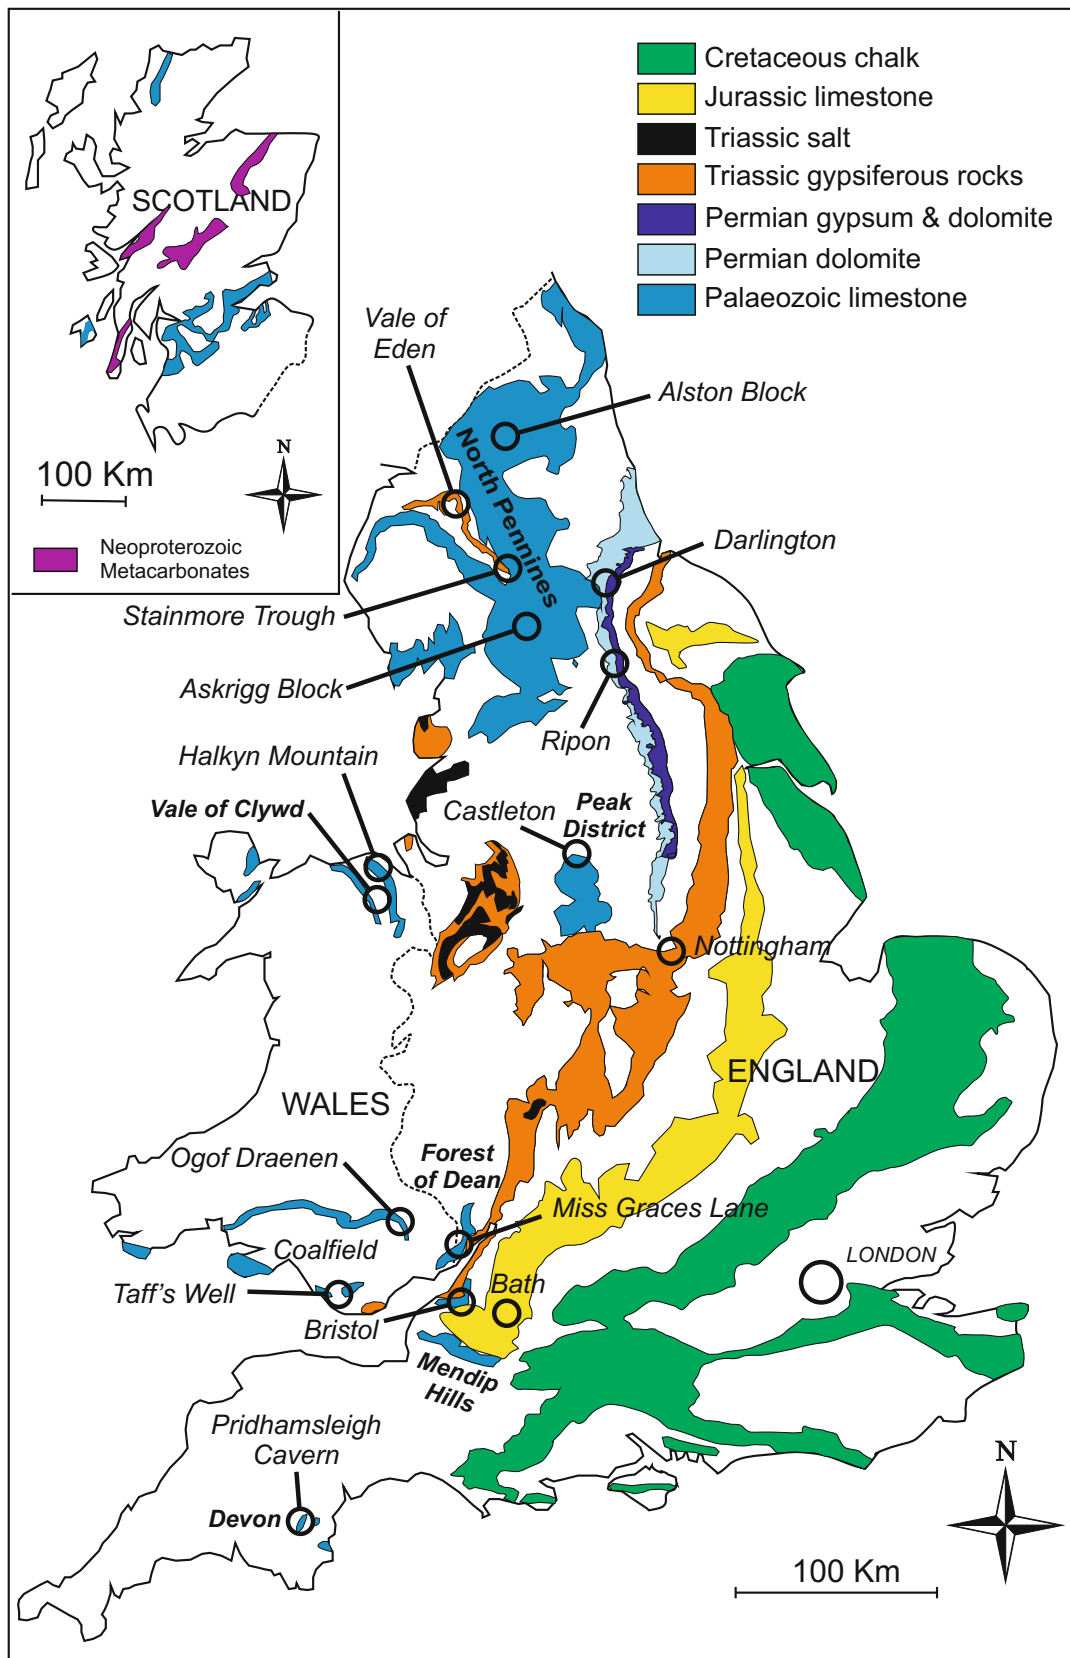 SCOTLAND
N
100 Km
Neoproterozoic
Metacarbonates
Cretaceous chalk
Jurassic limestone
Triassic salt
Triassic gypsiferous rocks
Permian gypsum & dolomite
Permian dolomite
Palaeozoic limestone
Vale of
Eden
Alston Block
North Pennines
Darlington
Stainmore Trough
Askrigg Block
Ripon
Halkyn Mountain
Vale of Clywd
Castleton
Peak
District
Nottingham
ENGLAND
WALES
Ogof Draenen
Forest
of Dean
Miss Graces Lane
Coalfield
LONDON
Taff's Well
Bath
Bristol
Mendip
Hills
Pridhamsleigh
Cavern
Devon
N
100 Km